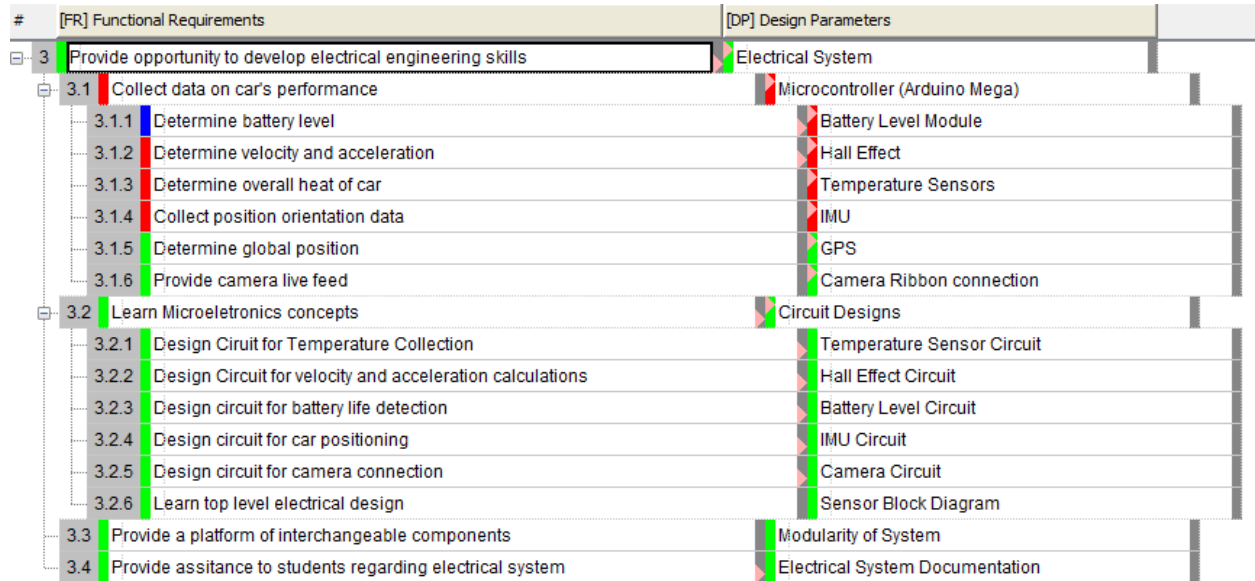 # [FR] Functional Requirements [DP] Design Parameters
3 Provide opportunity to develop electrical engineering skills Electrical System
3.1 Collect data on car's performance Microcontroller (Arduino Mega)
3.1.1 Determine battery level Battery Level Module
3.1.2 Determine velocity and acceleration Hall Effect
3.1.3 Determine overall heat of car Temperature Sensors
3.1.4 Collect position orientation data IMU
3.1.5 Determine global position GPS
3.1.6 Provide camera live feed Camera Ribbon connection
3.2 Learn Microeletronics concepts Circuit Designs
3.2.1 Design Ciruit for Temperature Collection Temperature Sensor Circuit
3.2.2 Design Circuit for velocity and acceleration calculations Hall Effect Circuit
3.2.3 Design circuit for battery life detection Battery Level Circuit
3.2.4 Design circuit for car positioning IMU Circuit
3.2.5 Design circuit for camera connection Camera Circuit
3.2.6 Learn top level electrical design Sensor Block Diagram
3.3 Provide a platform of interchangeable components Modularity of System
3.4 Provide assitance to students regarding electrical system Electrical System Documentation